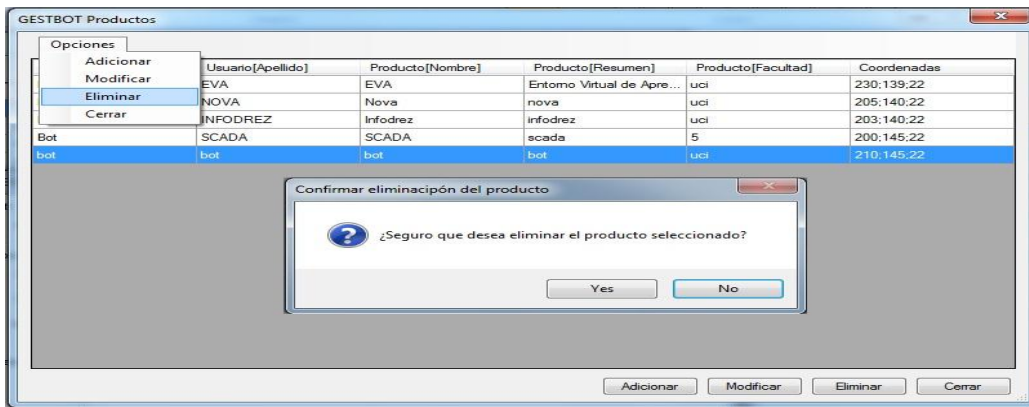 GESTBOT Productos
Opciones
Adicionar
Modificar
Eliminar
Cerrar
Usuario[Apellido] Producto[Nombre] Producto[Resumen] Producto[Facultad] Coordenadas
EVA EVA Entorno Virtual de Apre... uci 230;139;22
NOVA Nova nova uci 205;140;22
INFODREZ Infodrez infodrez uci 203;140;22
Bot SCADA SCADA scada 5 200;145;22
bot bot bot bot uci 210;145;22
Confirmar eliminacipón del producto
¿Seguro que desea eliminar el producto seleccionado?
Yes No
Adicionar Modificar Eliminar Cerrar